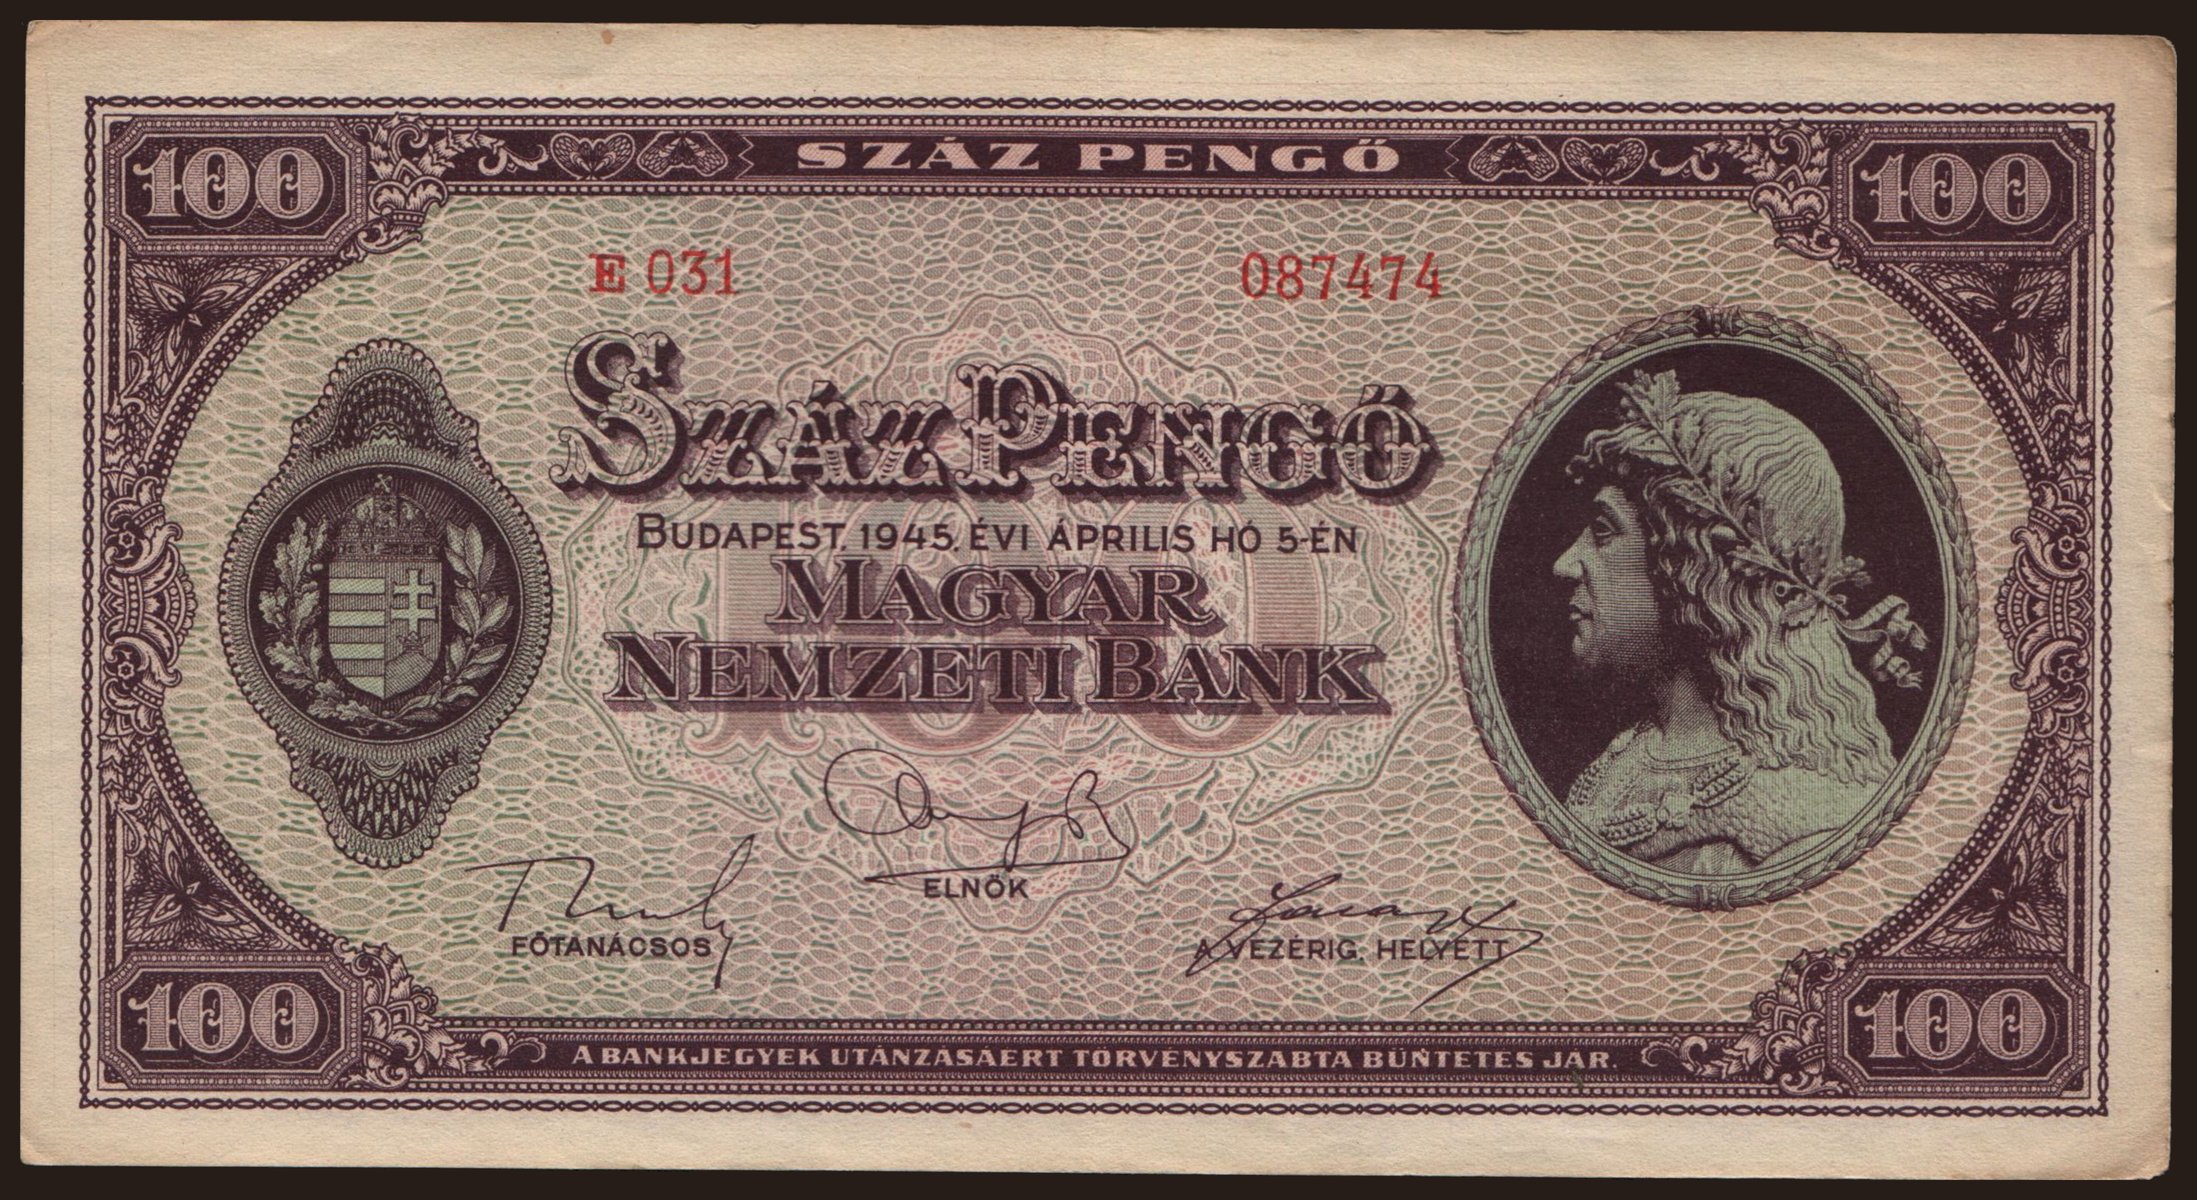 100 SZÁZ PENGŐ 100
E 031 087474
SZÁZ PENGŐ
BUDAPEST, 1945. ÉVI ÁPRILIS HÓ 5-ÉN
MAGYAR
NEMZETI BANK
100
ELNÖK
FŐTANÁCSOS A VEZÉRIG. HELYETT
100 A BANKJEGYEK UTÁNZÁSÁÉRT TÖRVÉNYSZABTA BÜNTETÉS JÁR. 100